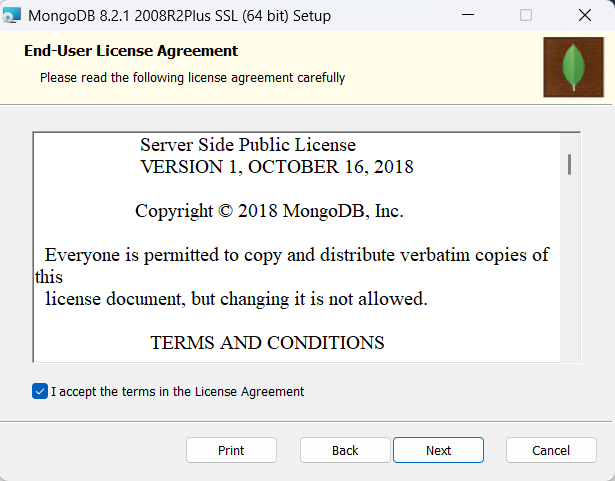 MongoDB 8.2.1 2008R2Plus SSL (64 bit) Setup
End-User License Agreement
Please read the following license agreement carefully
Server Side Public License
VERSION 1, OCTOBER 16, 2018
Copyright © 2018 MongoDB, Inc.
Everyone is permitted to copy and distribute verbatim copies of
this
license document, but changing it is not allowed.
TERMS AND CONDITIONS
I accept the terms in the License Agreement
Print
Back
Next
Cancel